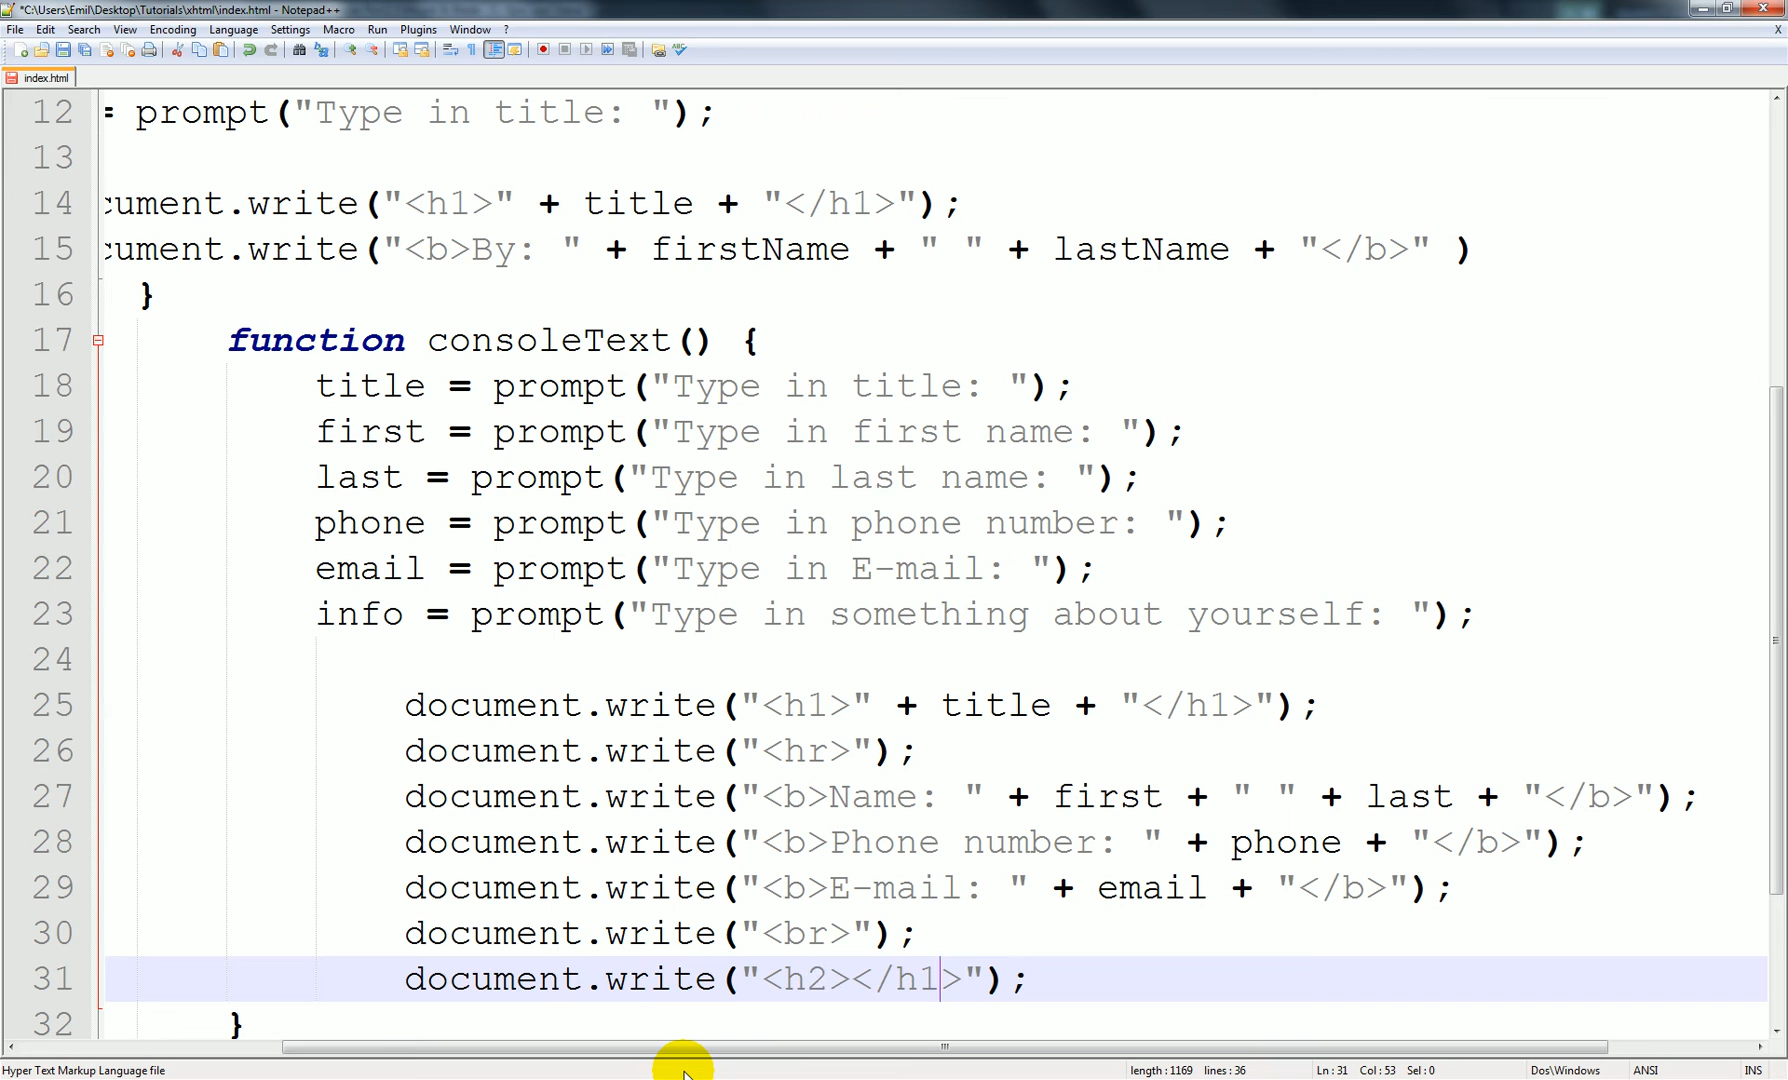 *C:\Users\Emil\Desktop\Tutorials\xhtml\index.html - Notepad++
File Edit Search View Encoding Language Settings Macro Run Plugins Window ? X
index.html
12 = prompt("Type in title: ");
13
14 cument.write("<h1>" + title + "</h1>");
15 cument.write("<b>By: " + firstName + " " + lastName + "</b>" )
16 }
17 function consoleText() {
18 title = prompt("Type in title: ");
19 first = prompt("Type in first name: ");
20 last = prompt("Type in last name: ");
21 phone = prompt("Type in phone number: ");
22 email = prompt("Type in E-mail: ");
23 info = prompt("Type in something about yourself: ");
24
25 document.write("<h1>" + title + "</h1>");
26 document.write("<hr>");
27 document.write("<b>Name: " + first + " " + last + "</b>");
28 document.write("<b>Phone number: " + phone + "</b>");
29 document.write("<b>E-mail: " + email + "</b>");
30 document.write("<br>");
31 document.write("<h2></h1>");
32 }
Hyper Text Markup Language file length : 1169 lines : 36 Ln : 31 Col : 53 Sel : 0 Dos\Windows ANSI INS